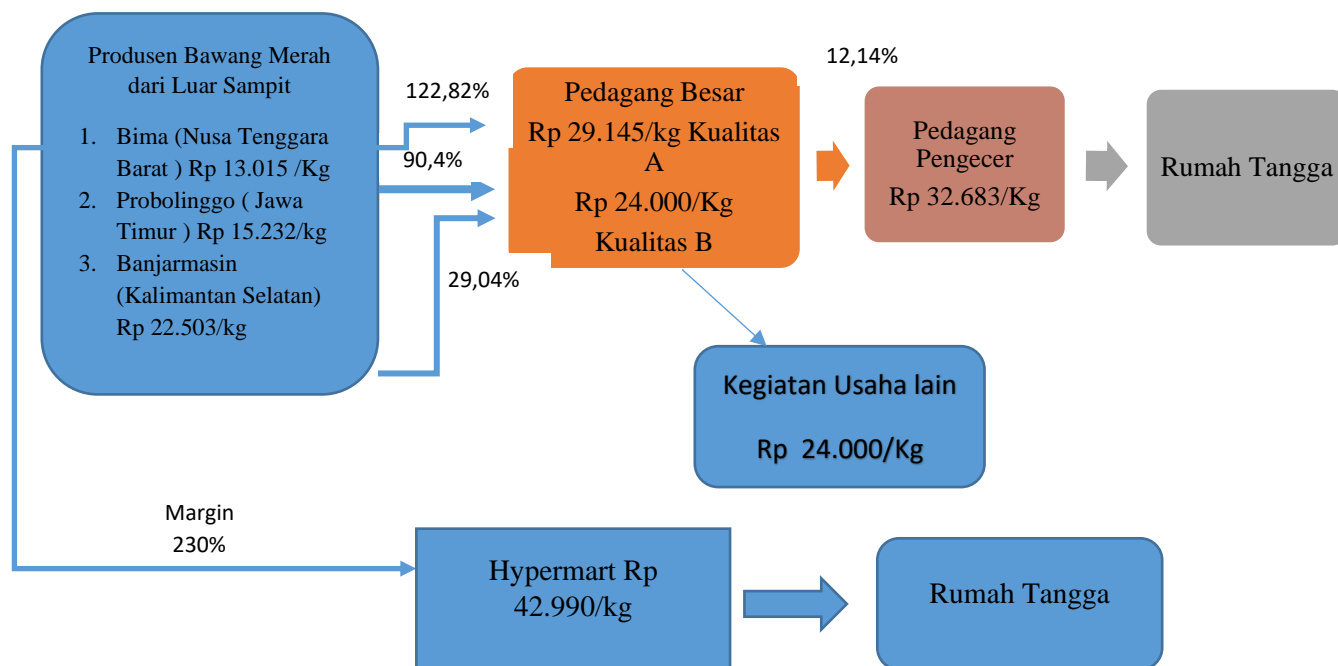 Produsen Bawang Merah
dari Luar Sampit
1. Bima (Nusa Tenggara
Barat ) Rp 13.015 /Kg
2. Probolinggo ( Jawa
Timur ) Rp 15.232/kg
3. Banjarmasin
(Kalimantan Selatan)
Rp 22.503/kg
122,82%
90,4%
29,04%
Pedagang Besar
Rp 29.145/kg Kualitas
A
Rp 24.000/Kg
Kualitas B
12,14%
Pedagang
Pengecer
Rp 32.683/Kg
Rumah Tangga
Kegiatan Usaha lain
Rp 24.000/Kg
Margin
230%
Hypermart Rp
42.990/kg
Rumah Tangga